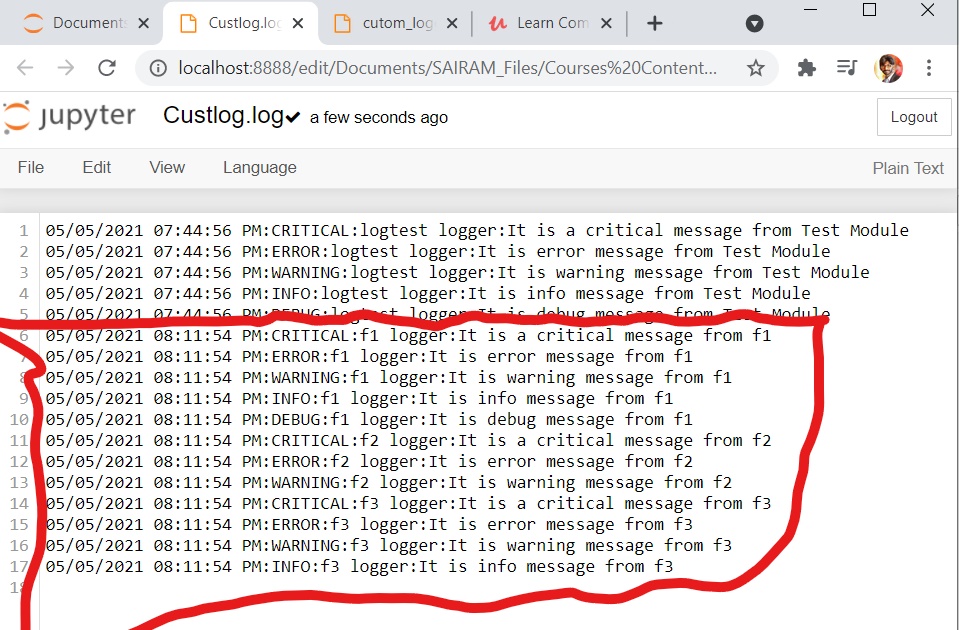 Document
Custlog.log
cutom_log
Learn Com
localhost:8888/edit/Documents/SAIRAM_Files/Courses%20Content...
jupyter Custlog.log a few seconds ago Logout
File Edit View Language Plain Text
1 05/05/2021 07:44:56 PM:CRITICAL:logtest logger:It is a critical message from Test Module
2 05/05/2021 07:44:56 PM:ERROR:logtest logger:It is error message from Test Module
3 05/05/2021 07:44:56 PM:WARNING:logtest logger:It is warning message from Test Module
4 05/05/2021 07:44:56 PM:INFO:logtest logger:It is info message from Test Module
5 05/05/2021 07:44:56 PM:DEBUG:logtest logger:It is debug message from Test Module
6 05/05/2021 08:11:54 PM:CRITICAL:f1 logger:It is a critical message from f1
7 05/05/2021 08:11:54 PM:ERROR:f1 logger:It is error message from f1
8 05/05/2021 08:11:54 PM:WARNING:f1 logger:It is warning message from f1
9 05/05/2021 08:11:54 PM:INFO:f1 logger:It is info message from f1
10 05/05/2021 08:11:54 PM:DEBUG:f1 logger:It is debug message from f1
11 05/05/2021 08:11:54 PM:CRITICAL:f2 logger:It is a critical message from f2
12 05/05/2021 08:11:54 PM:ERROR:f2 logger:It is error message from f2
13 05/05/2021 08:11:54 PM:WARNING:f2 logger:It is warning message from f2
14 05/05/2021 08:11:54 PM:CRITICAL:f3 logger:It is a critical message from f3
15 05/05/2021 08:11:54 PM:ERROR:f3 logger:It is error message from f3
16 05/05/2021 08:11:54 PM:WARNING:f3 logger:It is warning message from f3
17 05/05/2021 08:11:54 PM:INFO:f3 logger:It is info message from f3
18